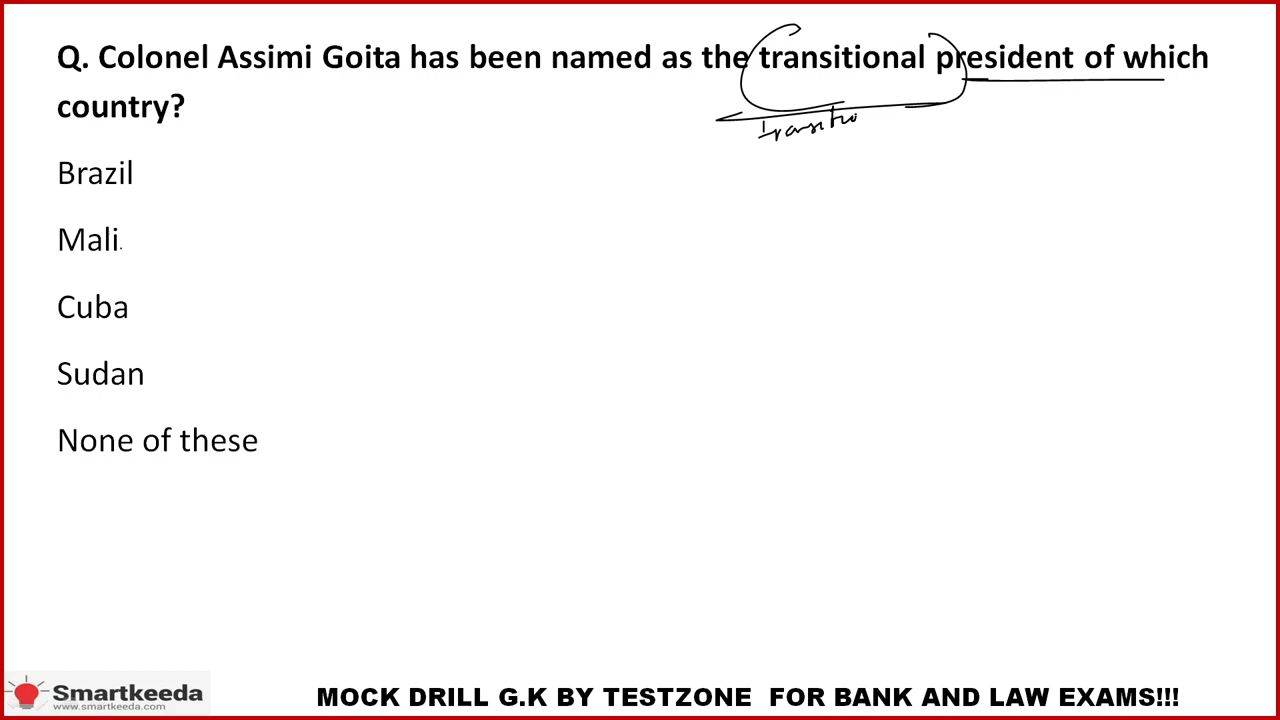 Q. Colonel Assimi Goita has been named as the transitional president of which
country?
transitio
Brazil
Mali
Cuba
Sudan
None of these
Smartkeeda
www.smartkeeda.com
MOCK DRILL G.K BY TESTZONE FOR BANK AND LAW EXAMS!!!